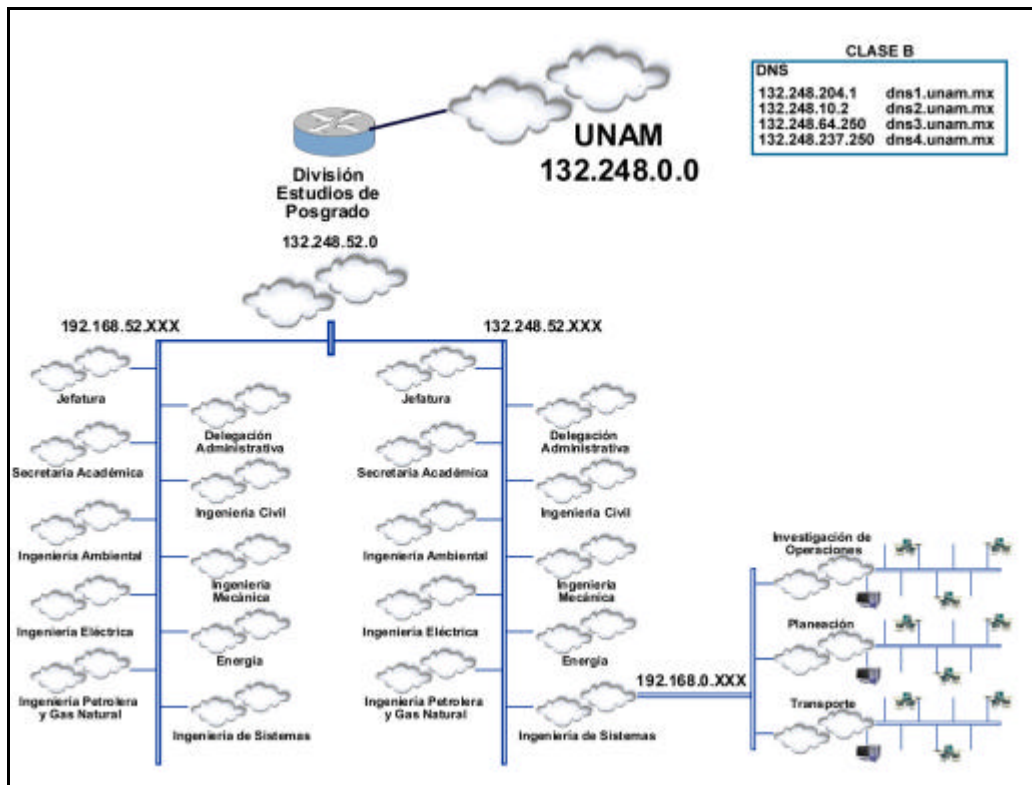 CLASE B
DNS
132.248.204.1 dns1.unam.mx
132.248.10.2 dns2.unam.mx
132.248.64.250 dns3.unam.mx
132.248.237.250 dns4.unam.mx
UNAM
132.248.0.0
División
Estudios de
Posgrado
132.248.52.0
192.168.52.XXX
Jefatura
Delegación
Administrativa
Secretaría Académica
Ingeniería Civil
Ingeniería Ambiental
Ingeniería
Mecánica
Ingeniería Eléctrica
Energía
Ingeniería Petrolera
y Gas Natural
Ingeniería de Sistemas
132.248.52.XXX
Jefatura
Delegación
Administrativa
Secretaría Académica
Ingeniería Civil
Ingeniería Ambiental
Ingeniería
Mecánica
Ingeniería Eléctrica
Energía
Ingeniería Petrolera
y Gas Natural
Ingeniería de Sistemas
192.168.0.XXX
Investigación de
Operaciones
Planeación
Transporte